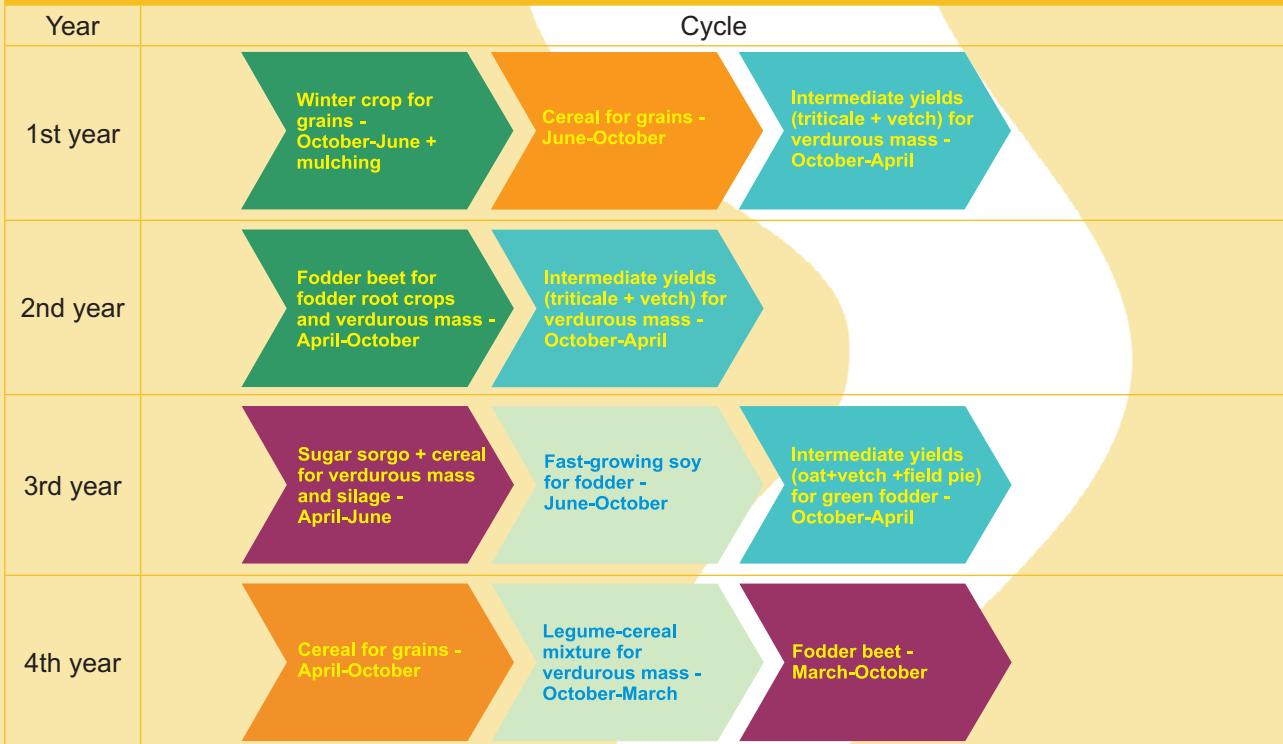 Year
Cycle
1st year
Winter crop for
grains -
October-June +
mulching
Cereal for grains -
June-October
Intermediate yields
(triticale + vetch) for
verdurous mass -
October-April
2nd year
Fodder beet for
fodder root crops
and verdurous mass -
April-October
Intermediate yields
(triticale + vetch) for
verdurous mass -
October-April
3rd year
Sugar sorgo + cereal
for verdurous mass
and silage -
April-June
Fast-growing soy
for fodder -
June-October
Intermediate yields
(oat+vetch +field pie)
for green fodder -
October-April
4th year
Cereal for grains -
April-October
Legume-cereal
mixture for
verdurous mass -
October-March
Fodder beet -
March-October